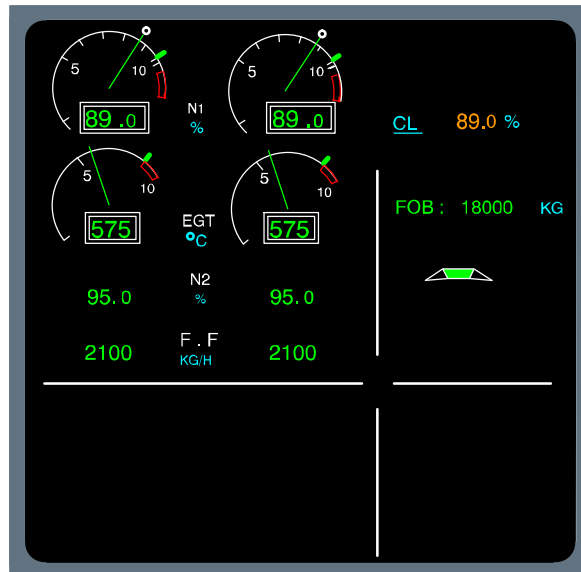 5 10 5 10
89.0 N1 89.0
%
CL 89.0 %
5 10 5 10
575 EGT 575
°C
FOB : 18000 KG
N2
95.0 % 95.0
F . F
2100 KG/H 2100